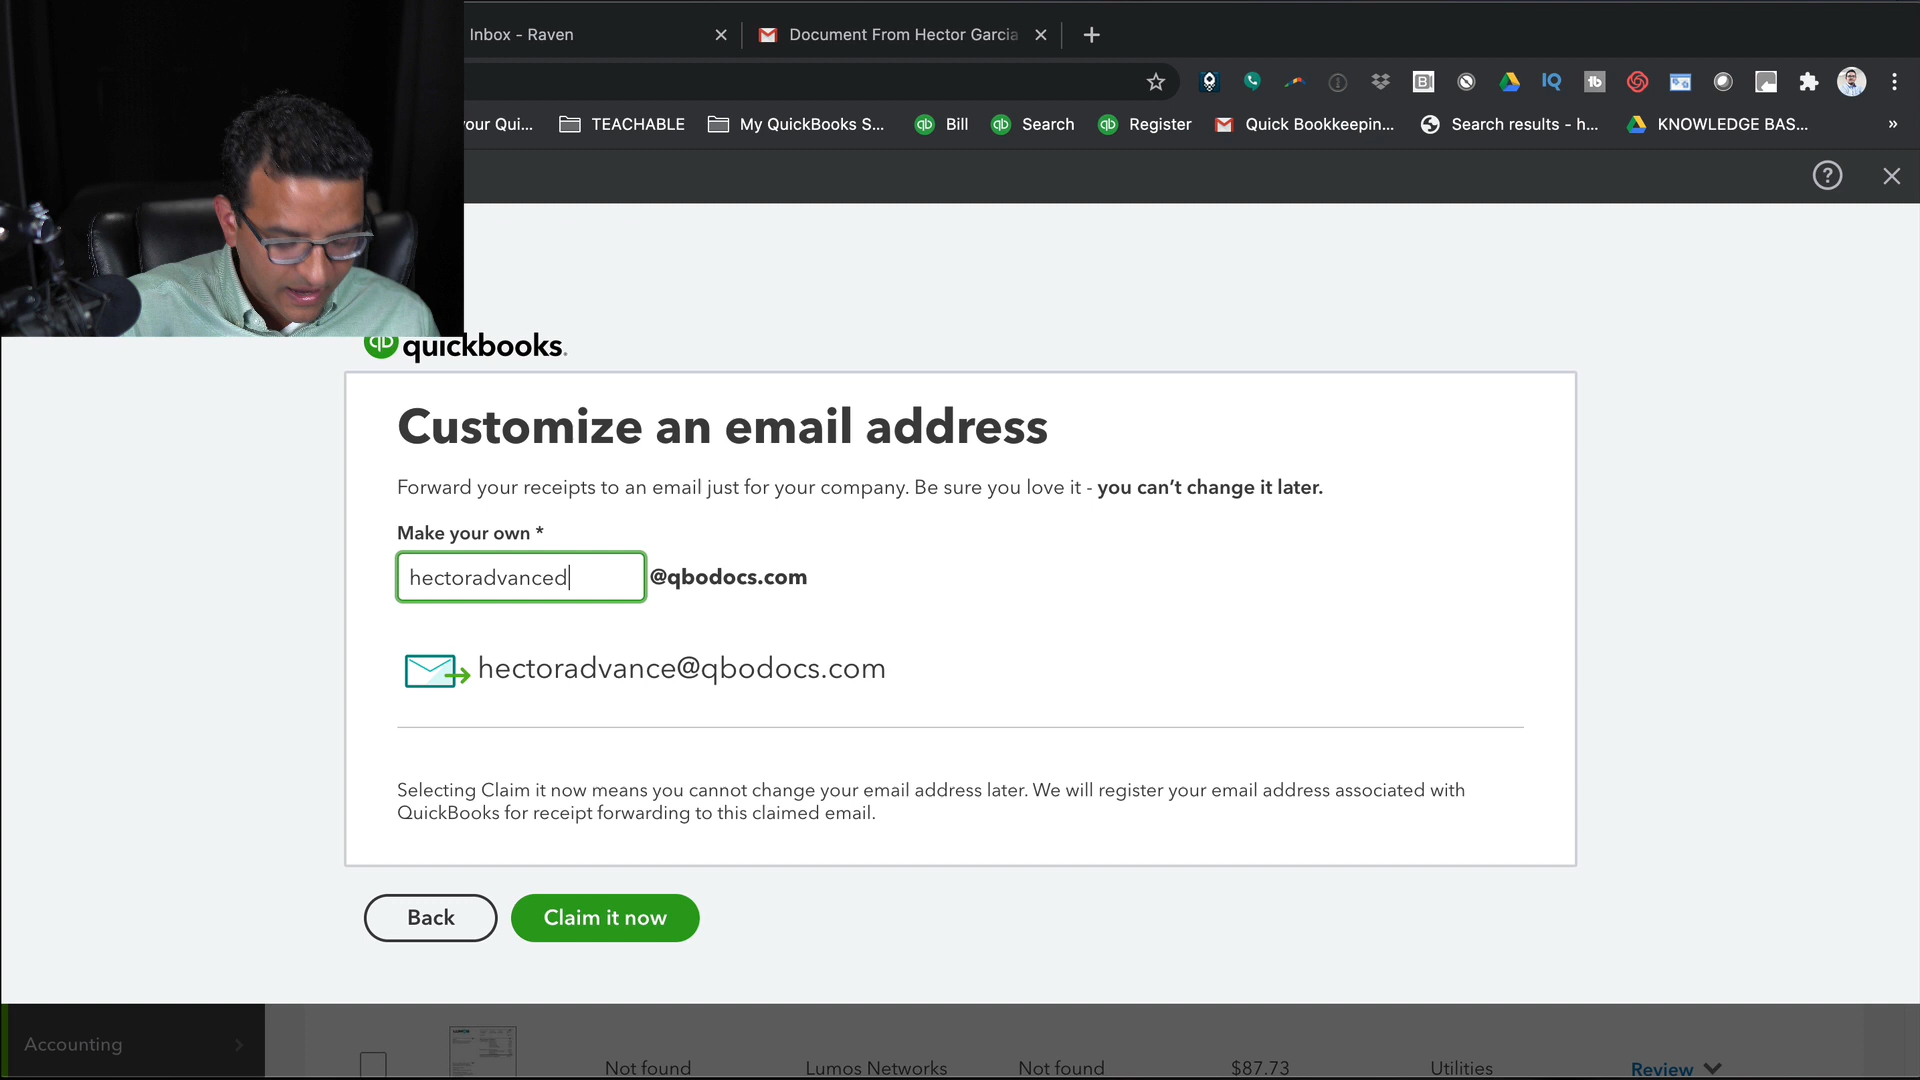 Inbox - Raven
Document From Hector Garcia
your Qui...
TEACHABLE
My QuickBooks S...
qb
Bill
qb
Search
qb
Register
Quick Bookkeepin...
Search results - h...
KNOWLEDGE BAS...
»
qb quickbooks.
Customize an email address
Forward your receipts to an email just for your company. Be sure you love it - you can't change it later.
Make your own *
hectoradvanced @qbodocs.com
hectoradvance@qbodocs.com
Selecting Claim it now means you cannot change your email address later. We will register your email address associated with
QuickBooks for receipt forwarding to this claimed email.
Back
Claim it now
Accounting
Not found
Lumos Networks
Not found
$87.73
Utilities
Review